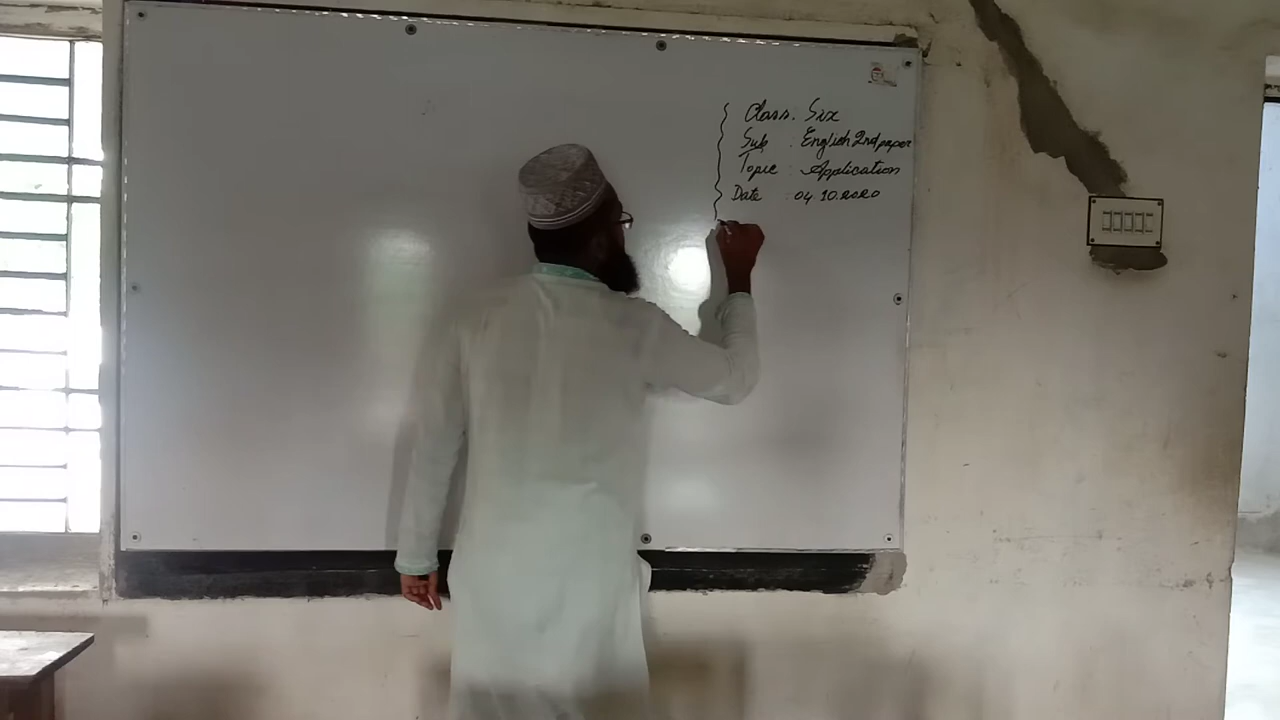 Class : Six
Sub : English 2nd paper
Topic : Application
Date : 04.10.2020